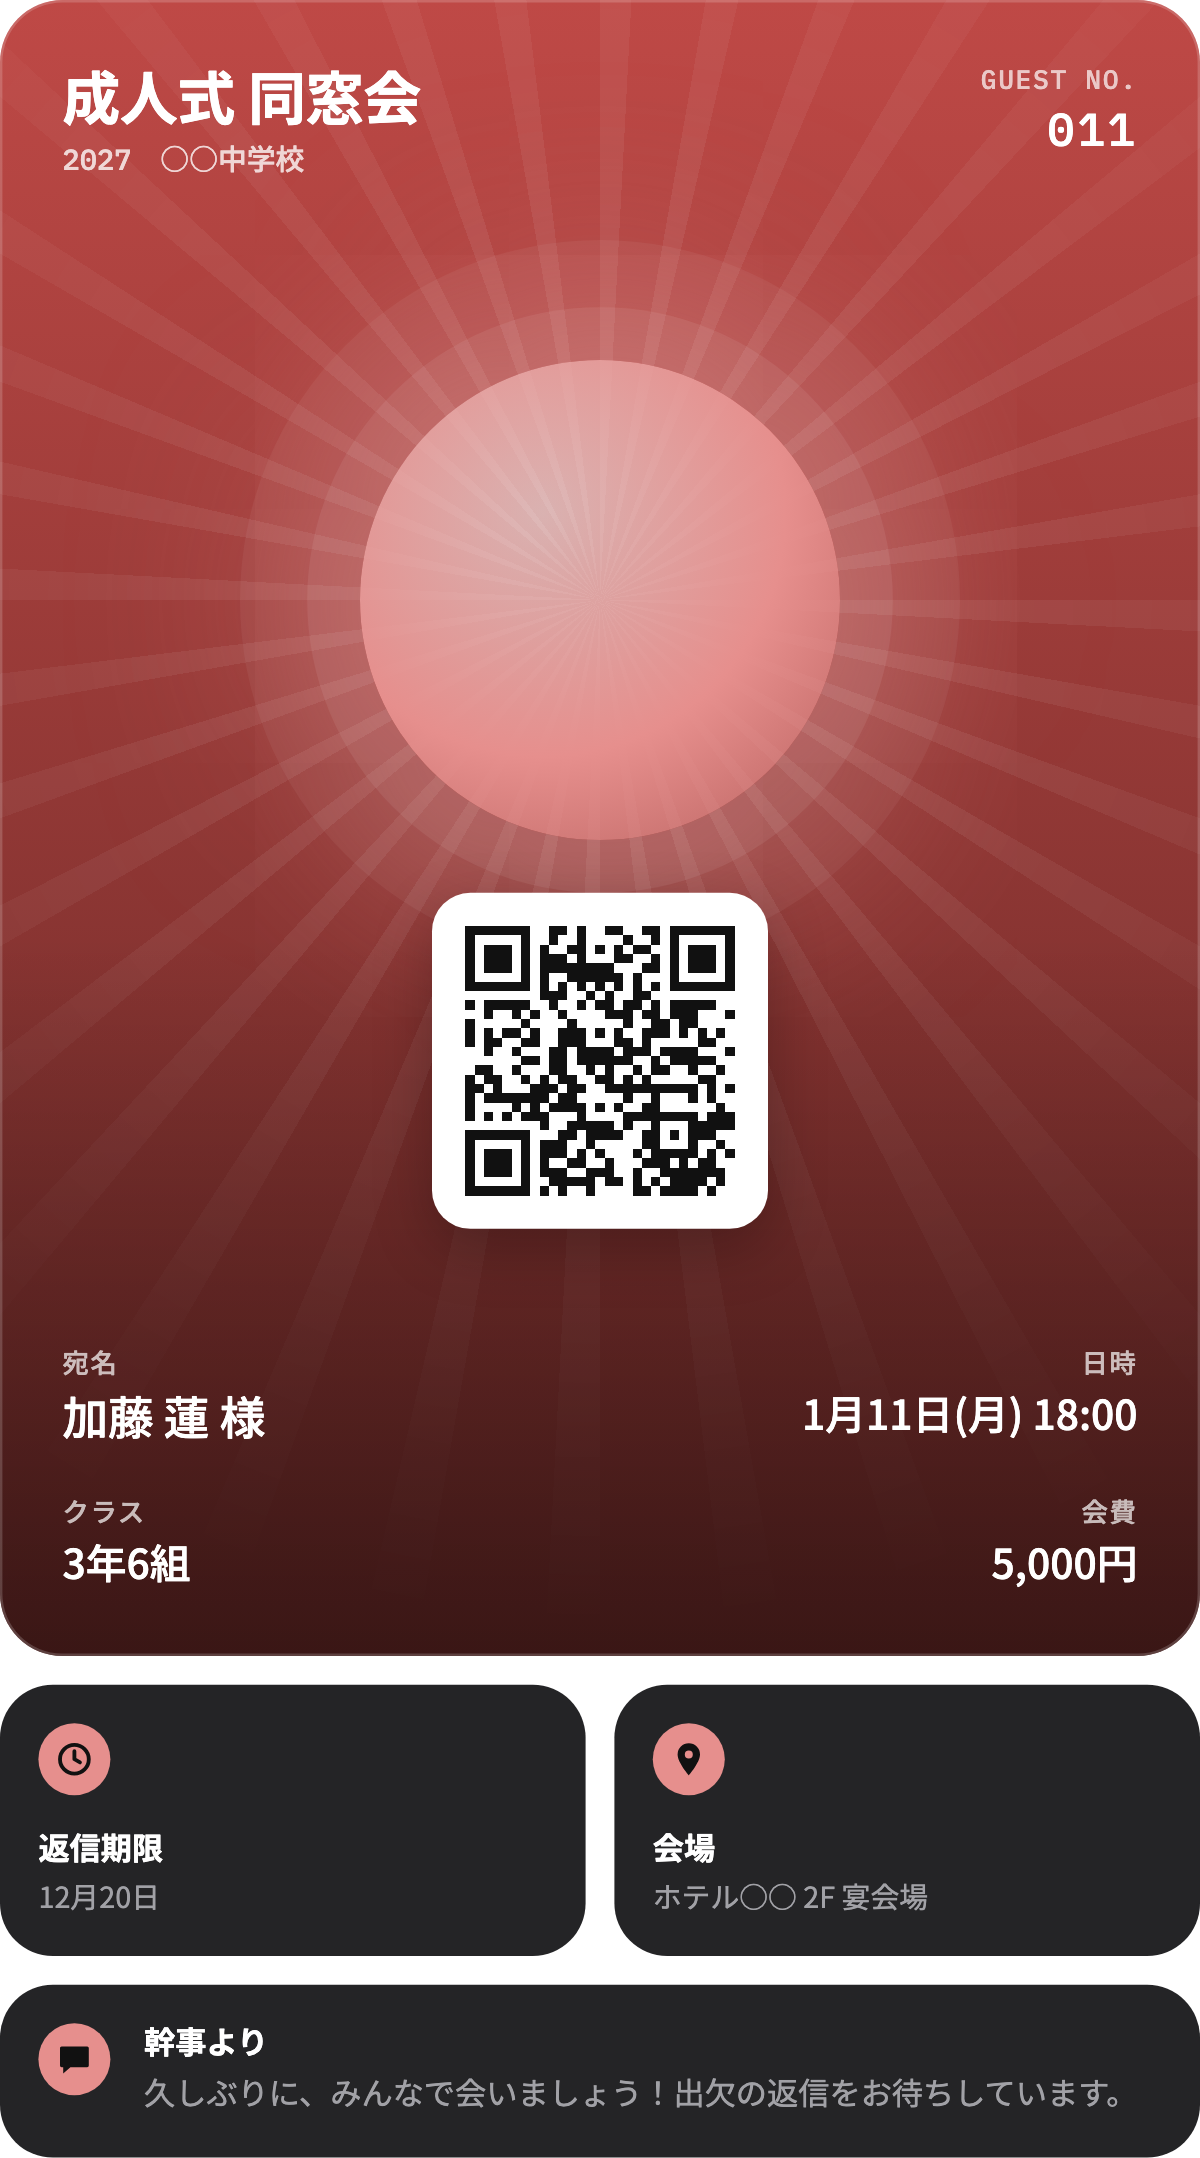 成人式 同窓会
2027 〇〇中学校
GUEST NO.
011
宛名
加藤 蓮 様
日時
1月11日(月) 18:00
クラス
3年6組
会費
5,000円
返信期限
12月20日
会場
ホテル〇〇 2F 宴会場
幹事より
久しぶりに、みんなで会いましょう！出欠の返信をお待ちしています。